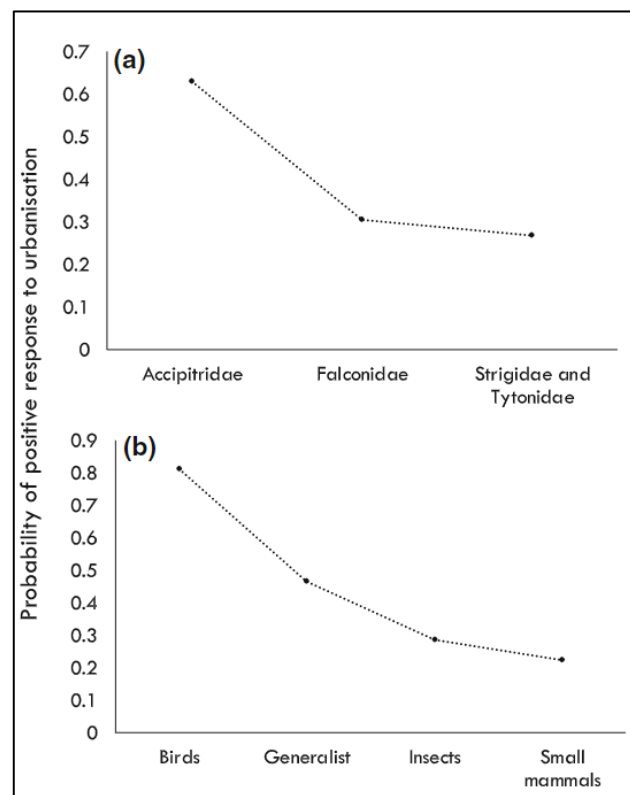 Probability of positive response to urbanisation
(a)
0.7
0.6
0.5
0.4
0.3
0.2
0.1
0
Accipitridae
Falconidae
Strigidae and
Tytonidae
(b)
0.9
0.8
0.7
0.6
0.5
0.4
0.3
0.2
0.1
0
Birds
Generalist
Insects
Small
mammals